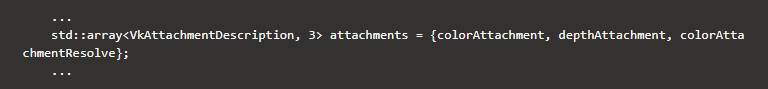 ...
std::array<VkAttachmentDescription, 3> attachments = {colorAttachment, depthAttachment, colorAtta
chmentResolve};
...